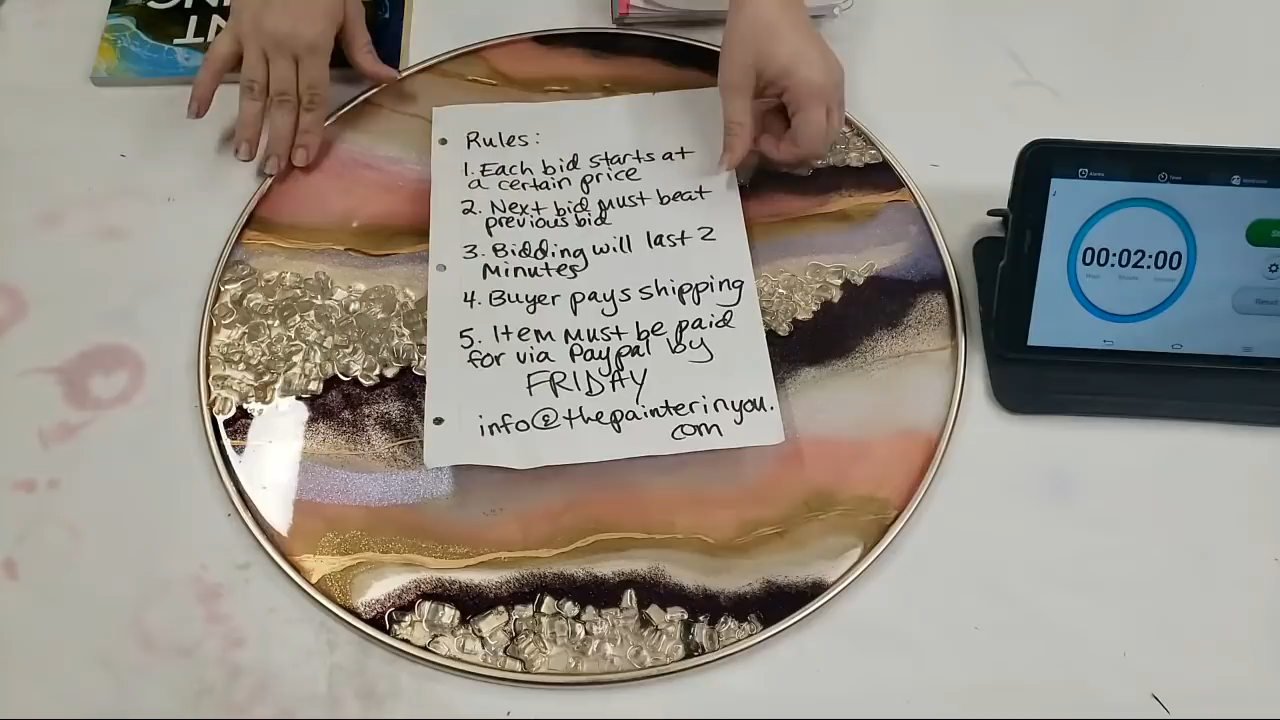 Rules:
1. Each bid starts at
a certain price
2. Next bid must beat
previous bid
3. Bidding will last 2
Minutes
4. Buyer pays shipping
5. Item must be paid
for via Paypal by
FRIDAY
info@thepainterinyou.
com
00:02:00